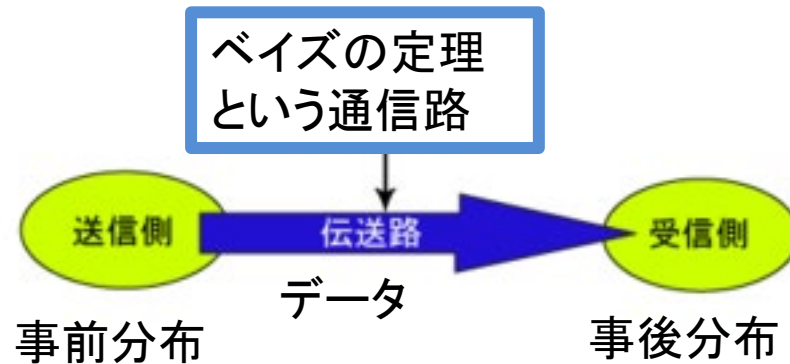 ベイズの定理
という通信路
送信側
伝送路
受信側
データ
事前分布
事後分布